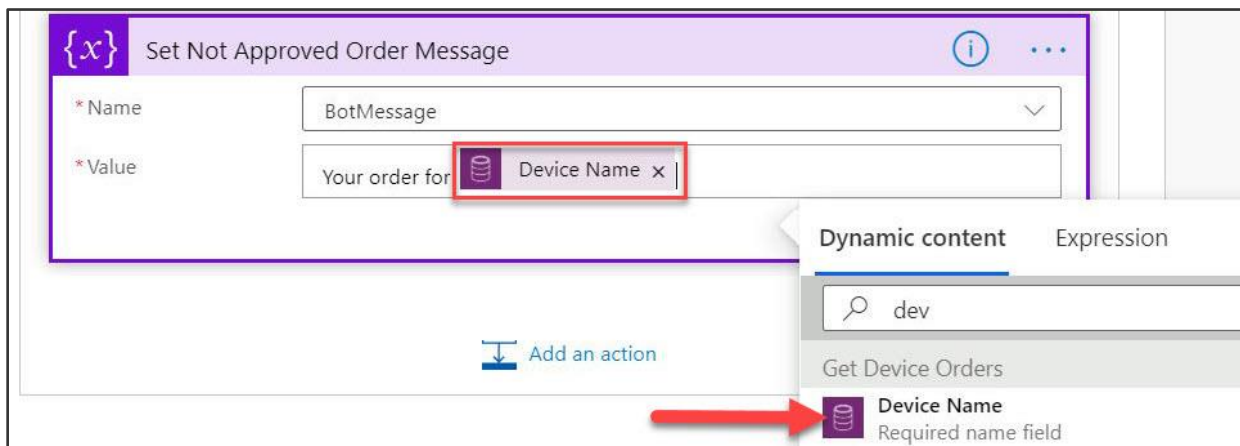 {x} Set Not Approved Order Message
* Name
BotMessage
* Value
Your order for Device Name ×
Dynamic content Expression
dev
Add an action
Get Device Orders
Device Name
Required name field